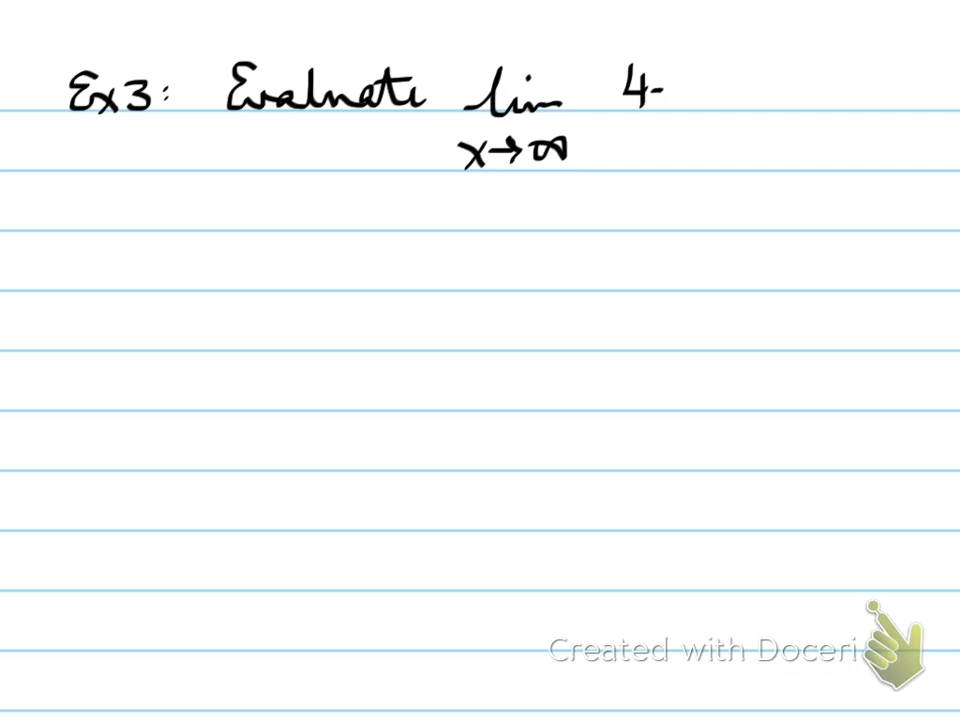 Ex3: Evaluate lim 4-
x→∞
Created with Doceri